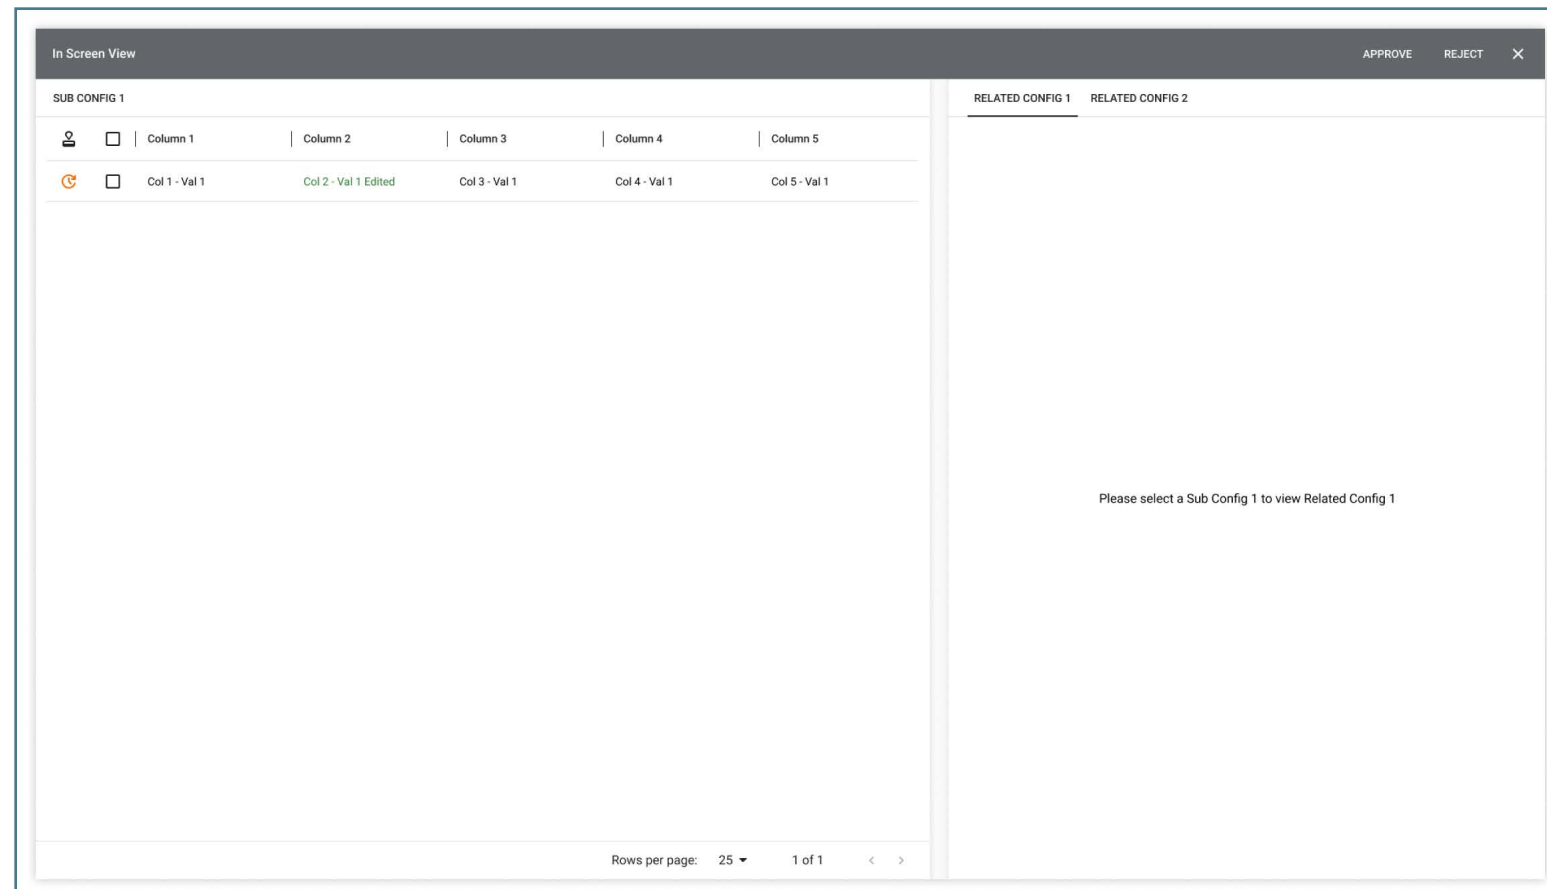 In Screen View APPROVE REJECT
SUB CONFIG 1
Column 1 Column 2 Column 3 Column 4 Column 5
Col 1 - Val 1 Col 2 - Val 1 Edited Col 3 - Val 1 Col 4 - Val 1 Col 5 - Val 1
Rows per page: 25 1 of 1
RELATED CONFIG 1 RELATED CONFIG 2
Please select a Sub Config 1 to view Related Config 1